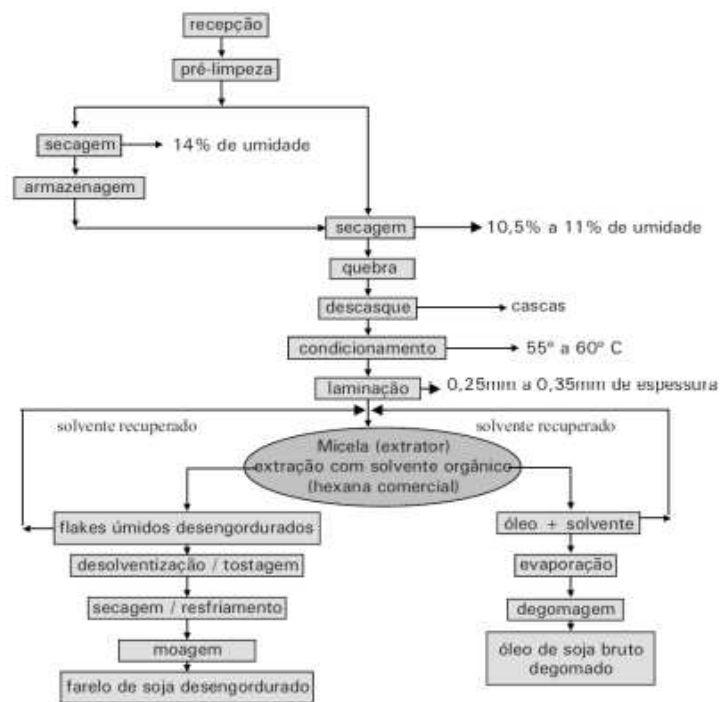 recepção
pré-limpeza
secagem
14% de umidade
armazenagem
secagem
10,5% a 11% de umidade
quebra
descasque
cascas
condicionamento
55º a 60º C
laminação
0,25mm a 0,35mm de espessura
solvente recuperado
solvente recuperado
Micela (extrator)
extração com solvente orgânico
(hexana comercial)
flakes úmidos desengordurados
óleo + solvente
desolventização / tostagem
evaporação
secagem / resfriamento
degomagem
moagem
óleo de soja bruto
degomado
farelo de soja desengordurado